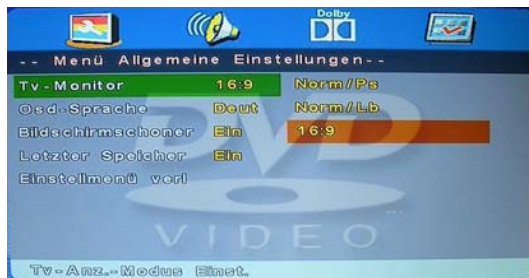 Dolby
-- Menü Allgemeine Einstellungen--
Tv-Monitor 16:9 Norm/Ps
Osd-Sprache Deut Norm/Lb
Bildschirmschoner Ein 16:9
Letzter Speicher Ein
Einstellmenü verl
DVD
VIDEO
Tv-Anz.-Modus Einst.